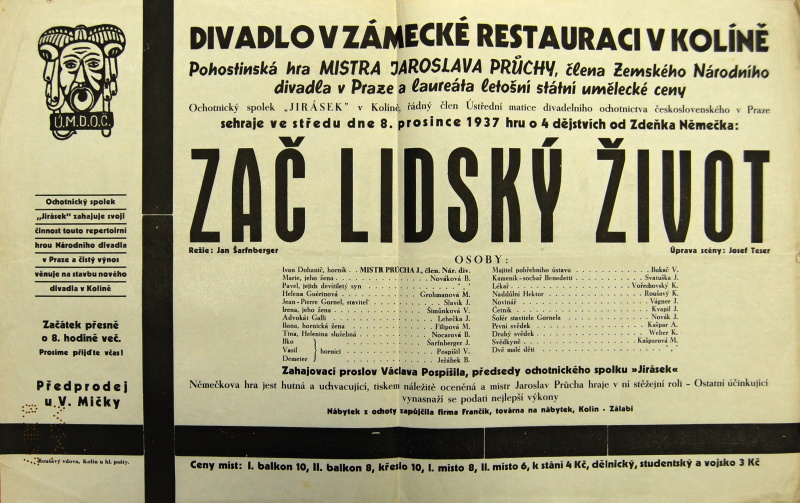 Ú.M.D.O.Č.
Ochotnický spolek
„Jirásek" zahajuje svoji
činnost touto repertoirní
hrou Národního divadla
v Praze a čistý výnos
věnuje na stavbu nového
divadla v Kolíně
Začátek přesně
o 8. hodině več.
Prosíme přijďte včas!
Předprodej
u V. Mičky
Roušavý vdova, Kolín u hl. pošty.
DIVADLO V ZÁMECKÉ RESTAURACI V KOLÍNĚ
Pohostinská hra MISTRA JAROSLAVA PRŮCHY, člena Zemského Národního
divadla v Praze a laureáta letošní státní umělecké ceny
Ochotnický spolek „JIRÁSEK" v Kolíně, řádný člen Ústřední matice divadelního ochotnictva československého v Praze
sehraje ve středu dne 8. prosince 1937 hru o 4 dějstvích od Zdeňka Němečka:
ZAČ LIDSKÝ ŽIVOT
Režie: Jan Šarfnberger
Úprava scény: Josef Teser
OSOBY:
Ivan Dohanič, horník . . MISTR PRŮCHA J., člen. Nár. div.
Marie, jeho žena . . . Nováková B.
Pavel, jejich devítiletý syn . . .
Helena Guérinová . . . Grohmanová M.
Jean-Pierre Gornel, stavitel . . . Slavík J.
Irena, jeho žena . . . Šimůnková V.
Advokát Galli . . . Lebečka J.
Ilona, hornická žena . . . Filipová M.
Tina, Helenina služebná . . . Nocarová B.
Ilko . . . Šarfnberger J.
Vasil } horníci . . . Pospíšil V.
Demeter . . . Jeřábek B.
Majitel pohřebního ústavu . . . Bukač V.
Kameník-sochař Benedetti . . . Svatuška J.
Lékař . . . Vořechovský K.
Naddůlní Hektor . . . Roušavý K.
Novinář . . . Vágner J.
Četník . . . Kvapil J.
Šofér stavitele Gornela . . . Novák J.
První svědek . . . Kašpar A.
Druhý svědek . . . Weber K.
Svědkyně . . . Kašparová M.
Dvě malé děti . . .
Zahajovací proslov Václava Pospíšila, předsedy ochotnického spolku »Jirásek«
Němečkova hra jest hutná a uchvacující, tiskem náležitě oceněná a mistr Jaroslav Průcha hraje v ní stěžejní roli - Ostatní účinkující
vynasnaží se podati nejlepší výkony
Nábytek z ochoty zapůjčila firma Frančík, továrna na nábytek, Kolín - Zálabí
Ceny míst: I. balkon 10, II. balkon 8, křeslo 10, I. místo 8, II. místo 6, k stání 4 Kč, dělnický, studentský a vojsko 3 Kč